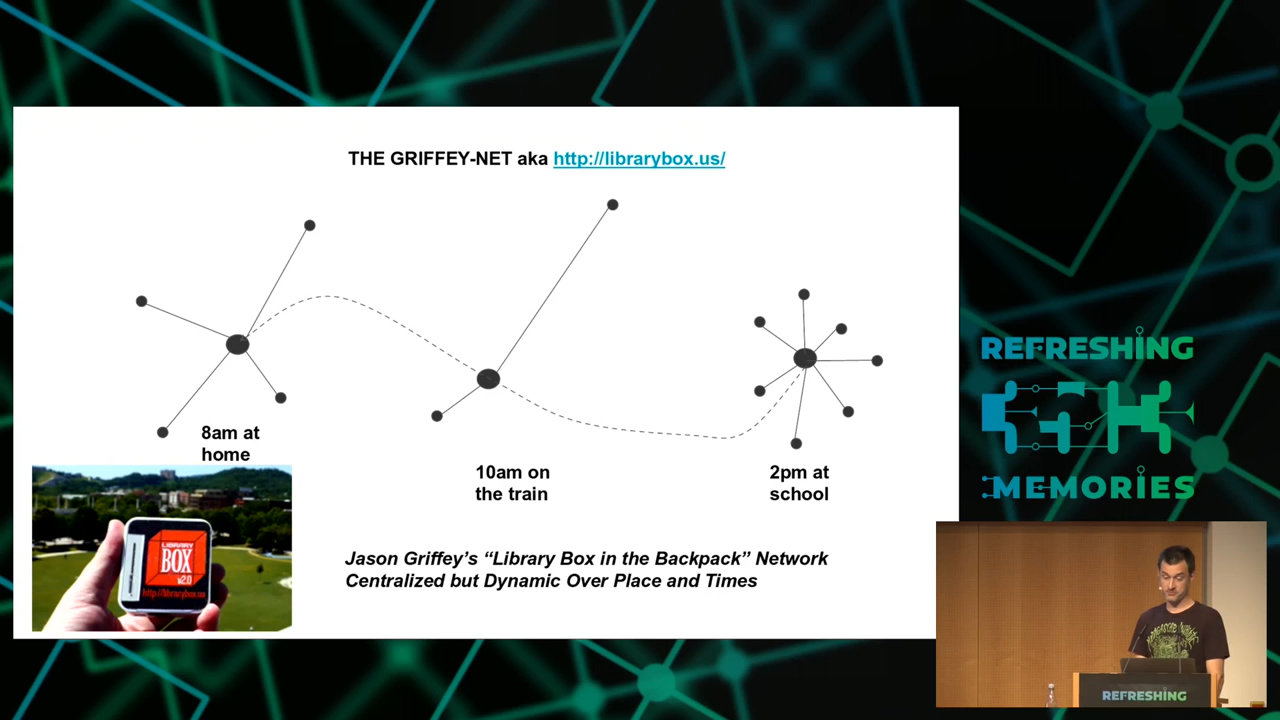 THE GRIFFEY-NET aka http://librarybox.us/
8am at
home
10am on
the train
2pm at
school
LIBRARY
BOX
v2.0
http://librarybox.us
Jason Griffey's “Library Box in the Backpack” Network
Centralized but Dynamic Over Place and Times
REFRESHING
MEMORIES
REFRESHING